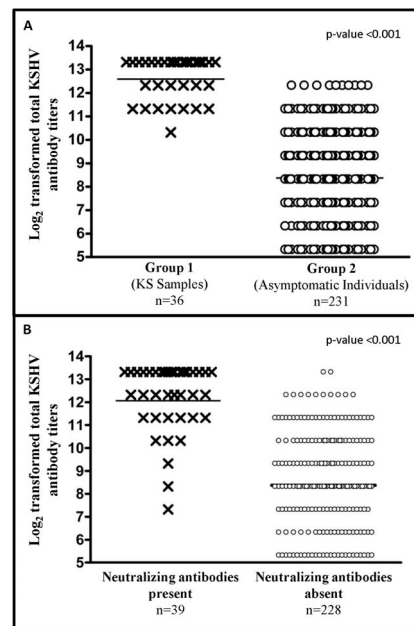 A
p-value <0.001
Log2 transformed total KSHV
antibody titers
14
13
12
11
10
9
8
7
6
5
Group 1
(KS Samples)
n=36
Group 2
(Asymptomatic Individuals)
n=231
B
p-value <0.001
Log2 transformed total KSHV
antibody titers
14
13
12
11
10
9
8
7
6
5
Neutralizing antibodies
present
n=39
Neutralizing antibodies
absent
n=228